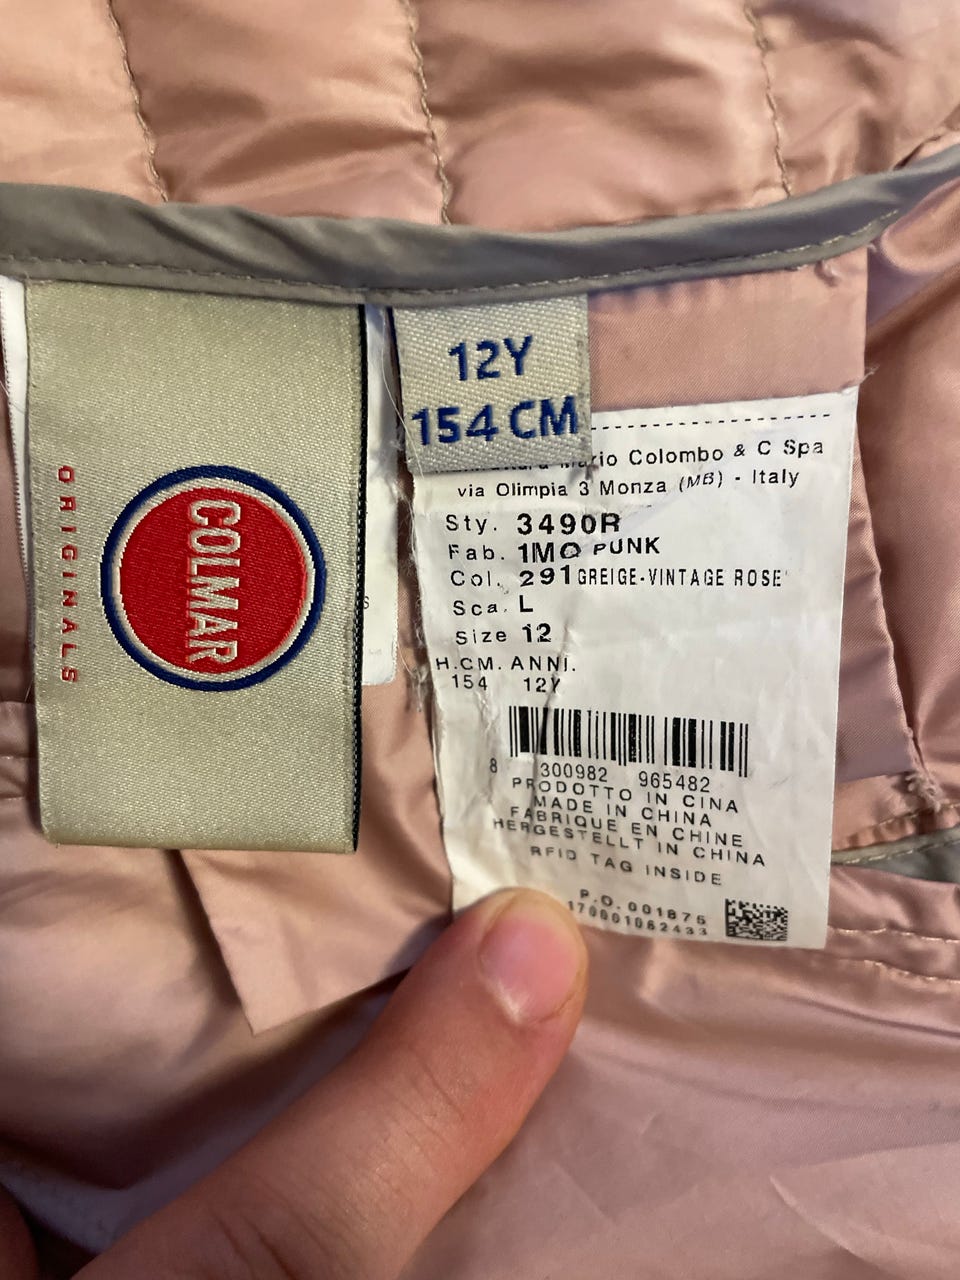 ORIGINALS
COLMAR
12Y
154 CM
Mario Colombo & C Spa
via Olimpia 3 Monza (MB) - Italy
Sty. 3490R
Fab. 1MQ PUNK
Col. 291 GREIGE-VINTAGE ROSE
Sca. L
Size 12
H.CM. ANNI.
154 12Y
8 300982 965482
PRODOTTO IN CINA
MADE IN CHINA
FABRIQUE EN CHINE
HERGESTELLT IN CHINA
RFID TAG INSIDE
P.O. 001875
170001062433